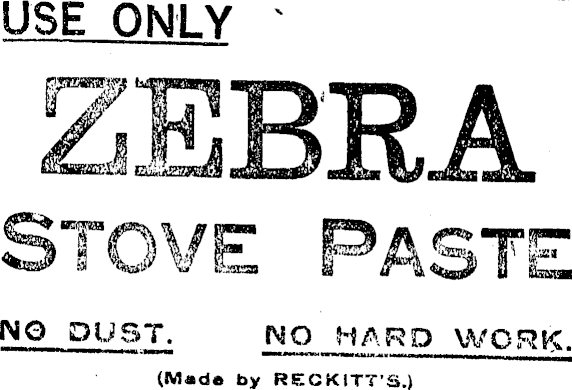 USE ONLY
ZEBRA
STOVE PASTE
NO DUST. NO HARD WORK.
(Made by RECKITT'S.)